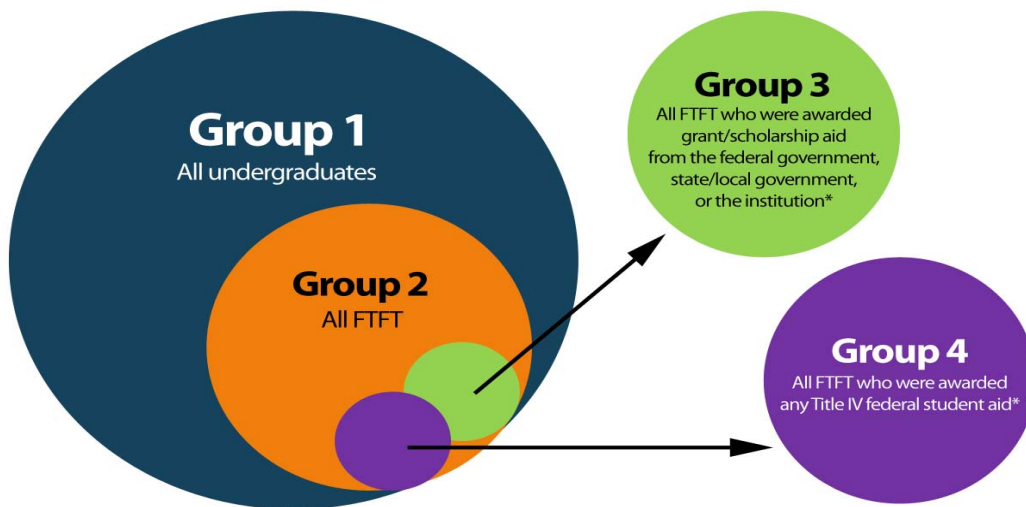 Group 1
All undergraduates
Group 2
All FTFT
Group 3
All FTFT who were awarded
grant/scholarship aid
from the federal government,
state/local government,
or the institution*
Group 4
All FTFT who were awarded
any Title IV federal student aid*